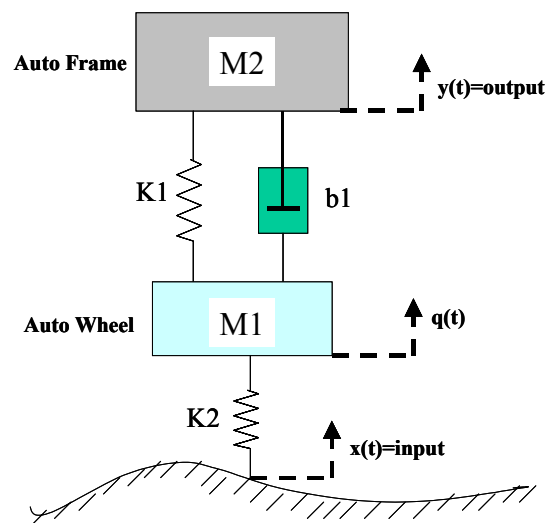 Auto Frame
M2
y(t)=output
K1
b1
Auto Wheel
M1
q(t)
K2
x(t)=input